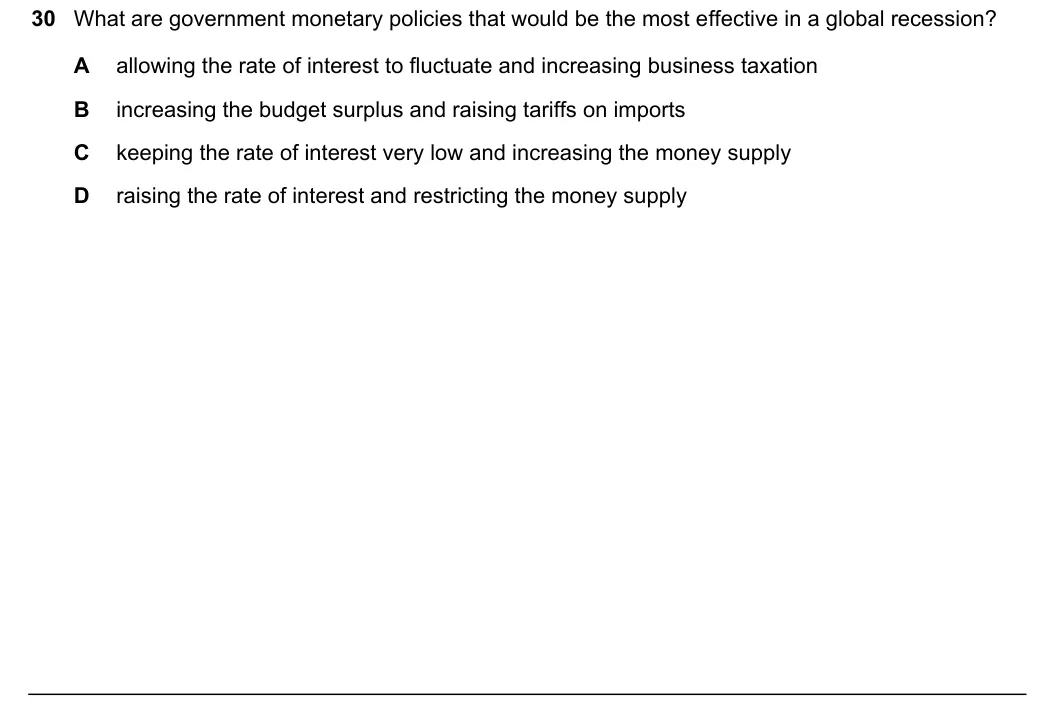 30 What are government monetary policies that would be the most effective in a global recession?
A allowing the rate of interest to fluctuate and increasing business taxation
B increasing the budget surplus and raising tariffs on imports
C keeping the rate of interest very low and increasing the money supply
D raising the rate of interest and restricting the money supply